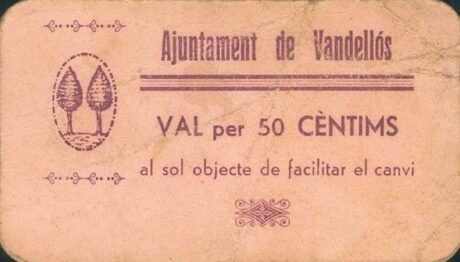 Ajuntament de Vandellós
VAL per 50 CÈNTIMS
al sol objecte de facilitar el canvi